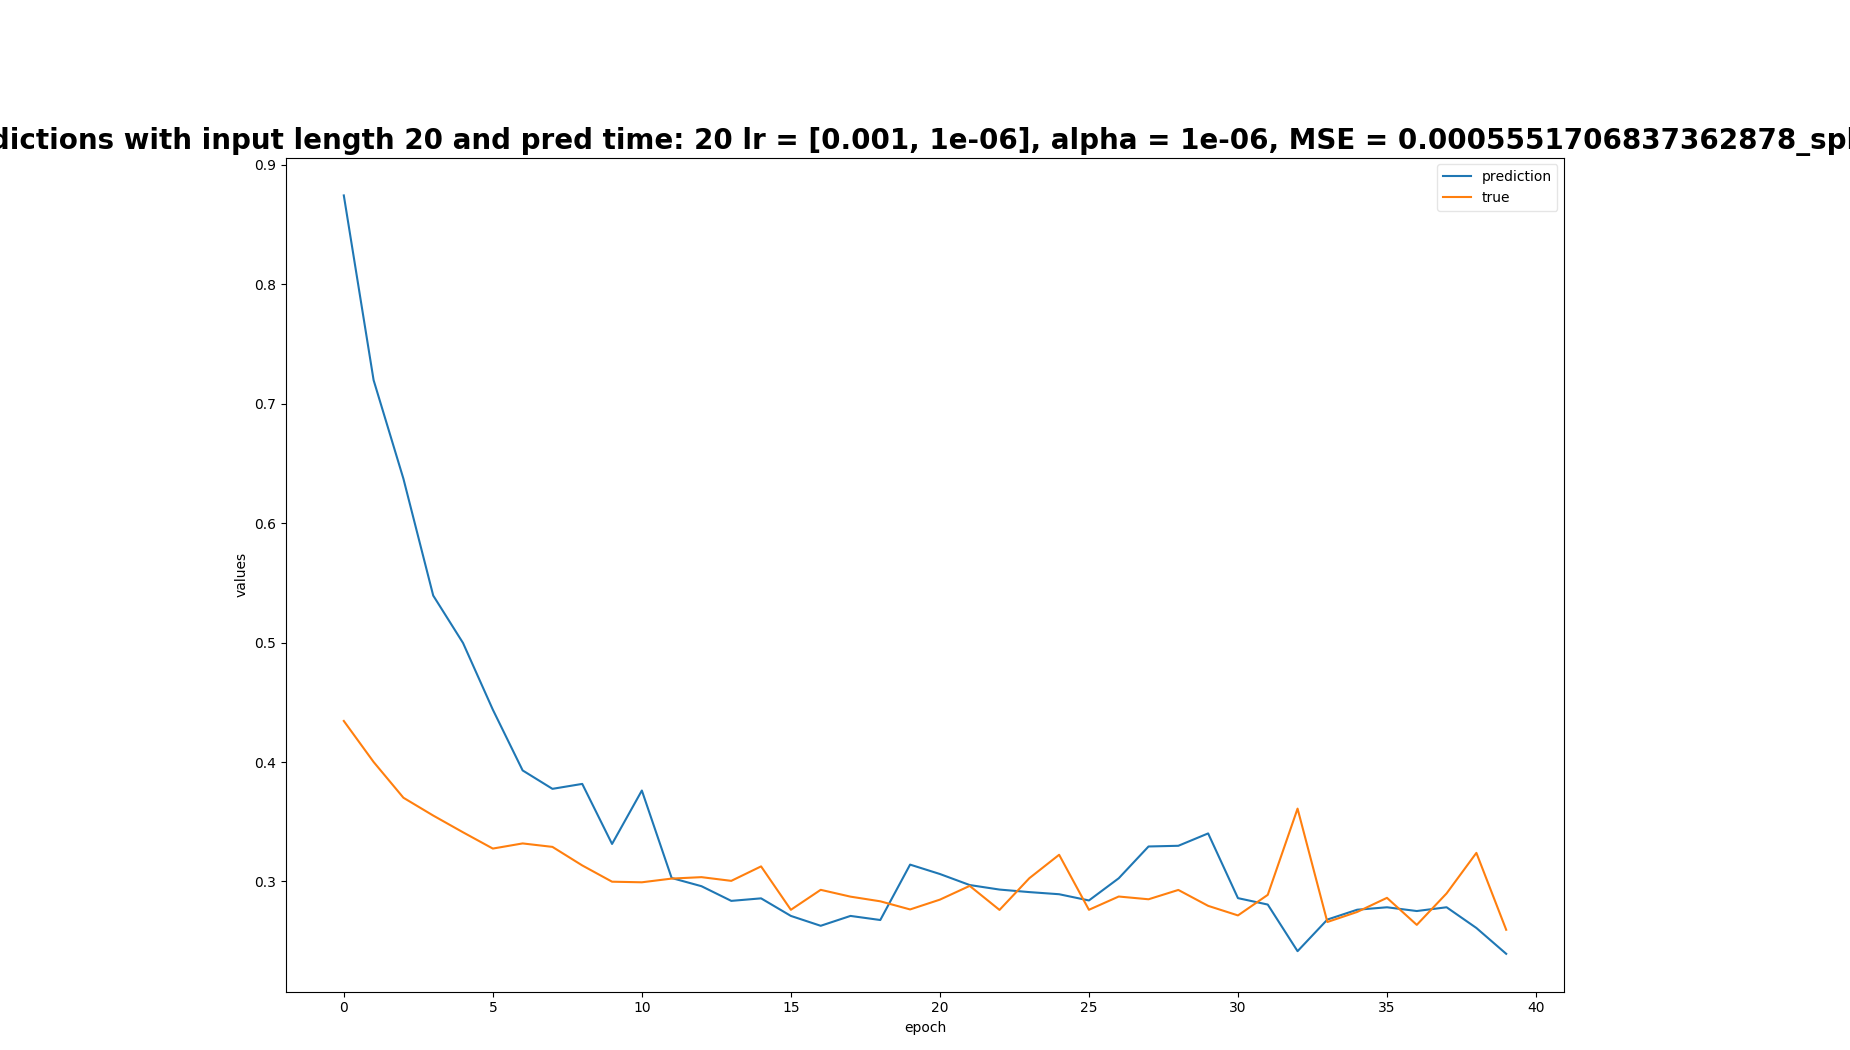 dictions with input length 20 and pred time: 20 lr = [0.001, 1e-06], alpha = 1e-06, MSE = 0.0005551706837362878_spl
prediction
true
0.9
0.8
0.7
0.6
0.5
0.4
0.3
values
0 5 10 15 20 25 30 35 40
epoch